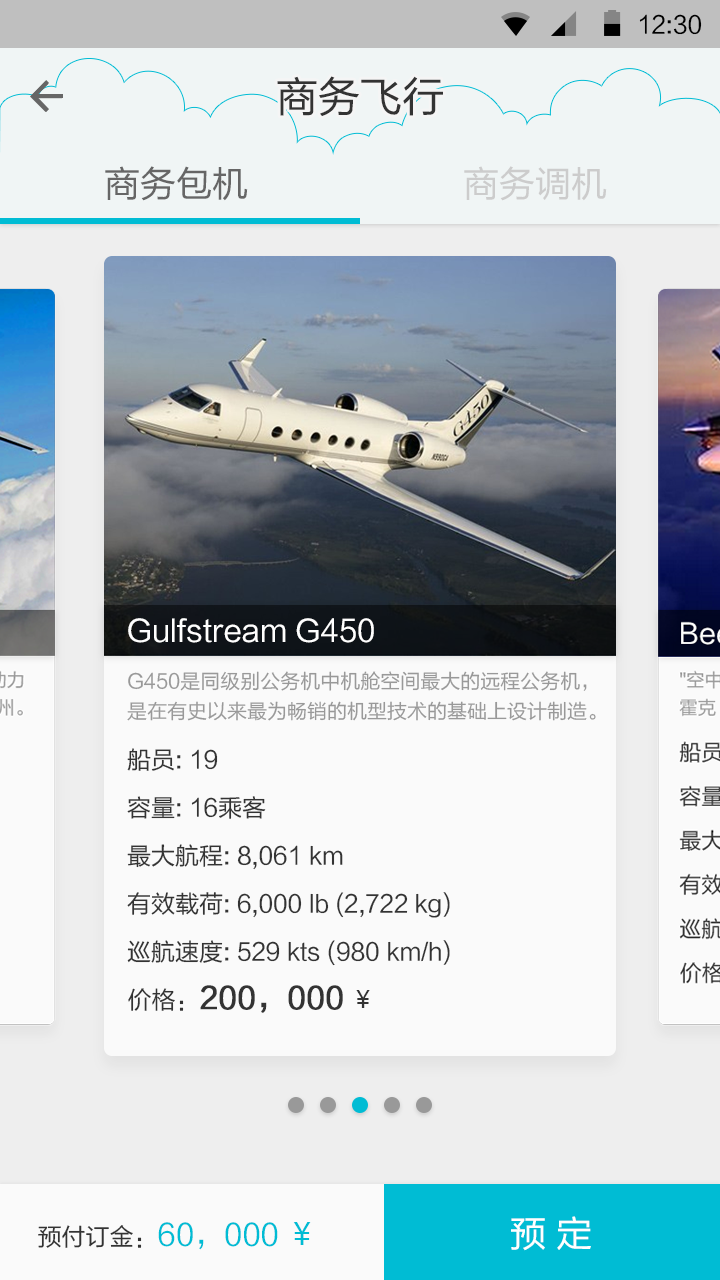 12:30
商务飞行
商务包机
商务调机
G450
N930GA
Gulfstream G450
G450是同级别公务机中机舱空间最大的远程公务机，
是在有史以来最为畅销的机型技术的基础上设计制造。
船员: 19
容量: 16乘客
最大航程: 8,061 km
有效载荷: 6,000 lb (2,722 kg)
巡航速度: 529 kts (980 km/h)
价格：200，000 ¥
力
州。
Bee
"空中
霍克
船员
容量
最大
有效
巡航
价格
预付订金：60，000 ¥
预 定